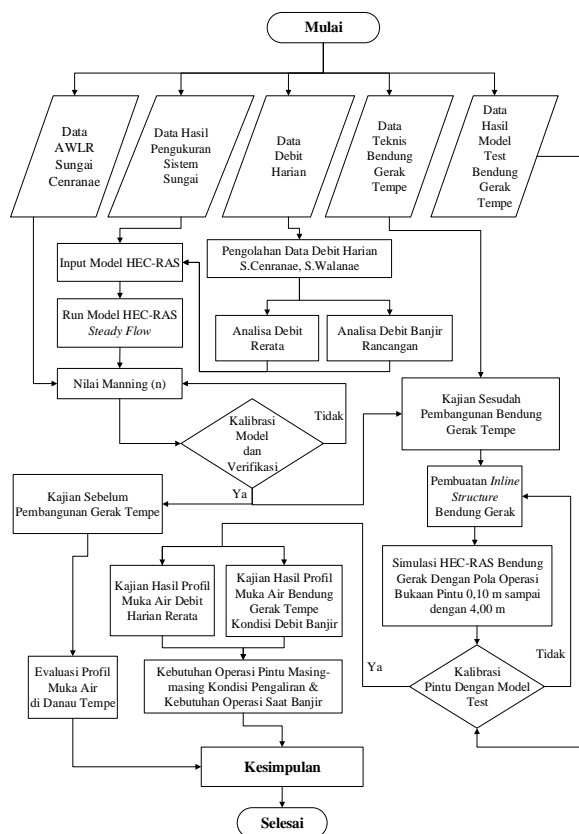 Mulai
Data
AWLR
Sungai
Cenranae
Data Hasil
Pengukuran
Sistem
Sungai
Data
Debit
Harian
Data
Teknis
Bendung
Gerak
Tempe
Data
Hasil
Model
Test
Bendung
Gerak
Tempe
Input Model HEC-RAS
Pengolahan Data Debit Harian
S.Cenranae, S.Walanae
Run Model HEC-RAS
Steady Flow
Analisa Debit
Rerata
Analisa Debit Banjir
Rancangan
Nilai Manning (n)
Kalibrasi
Model
dan
Verifikasi
Tidak
Ya
Kajian Sesudah
Pembangunan Bendung
Gerak Tempe
Kajian Sebelum
Pembangunan Gerak Tempe
Pembuatan Inline
Structure
Bendung Gerak
Kajian Hasil Profil
Muka Air Debit
Harian Rerata
Kajian Hasil Profil
Muka Air Bendung
Gerak Tempe
Kondisi Debit Banjir
Simulasi HEC-RAS Bendung
Gerak Dengan Pola Operasi
Bukaan Pintu 0,10 m sampai
dengan 4,00 m
Evaluasi Profil
Muka Air
di Danau Tempe
Kebutuhan Operasi Pintu Masing-
masing Kondisi Pengaliran &
Kebutuhan Operasi Saat Banjir
Ya
Kalibrasi
Pintu Dengan Model
Test
Tidak
Kesimpulan
Selesai